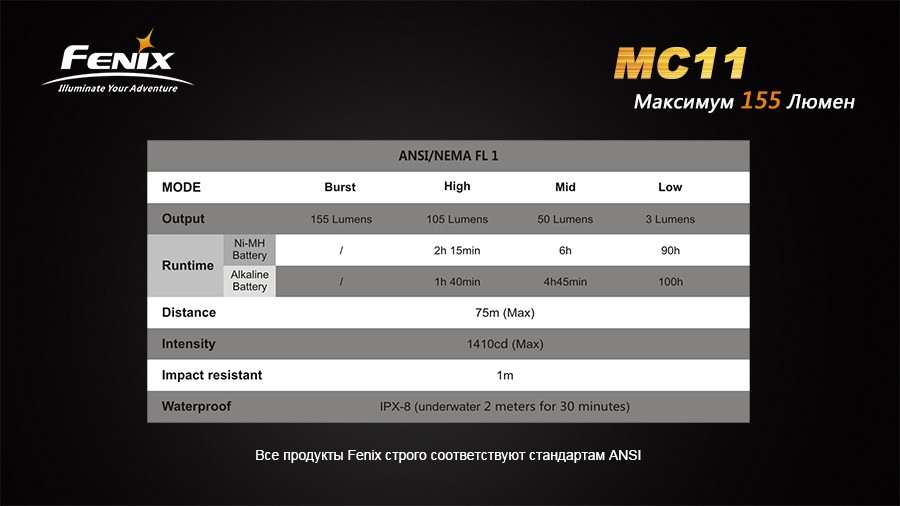 FENIX
Illuminate Your Adventure
MC11
Максимум 155 Люмен
ANSI/NEMA FL 1
MODE Burst High Mid Low
Output 155 Lumens 105 Lumens 50 Lumens 3 Lumens
Runtime
Ni-MH
Battery
/ 2h 15min 6h 90h
Alkaline
Battery
/ 1h 40min 4h45min 100h
Distance 75m (Max)
Intensity 1410cd (Max)
Impact resistant 1m
Waterproof IPX-8 (underwater 2 meters for 30 minutes)
Все продукты Fenix строго соответствуют стандартам ANSI